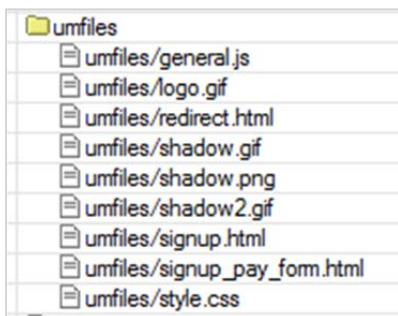 umfiles
umfiles/general.js
umfiles/logo.gif
umfiles/redirect.html
umfiles/shadow.gif
umfiles/shadow.png
umfiles/shadow2.gif
umfiles/signup.html
umfiles/signup_pay_form.html
umfiles/style.css